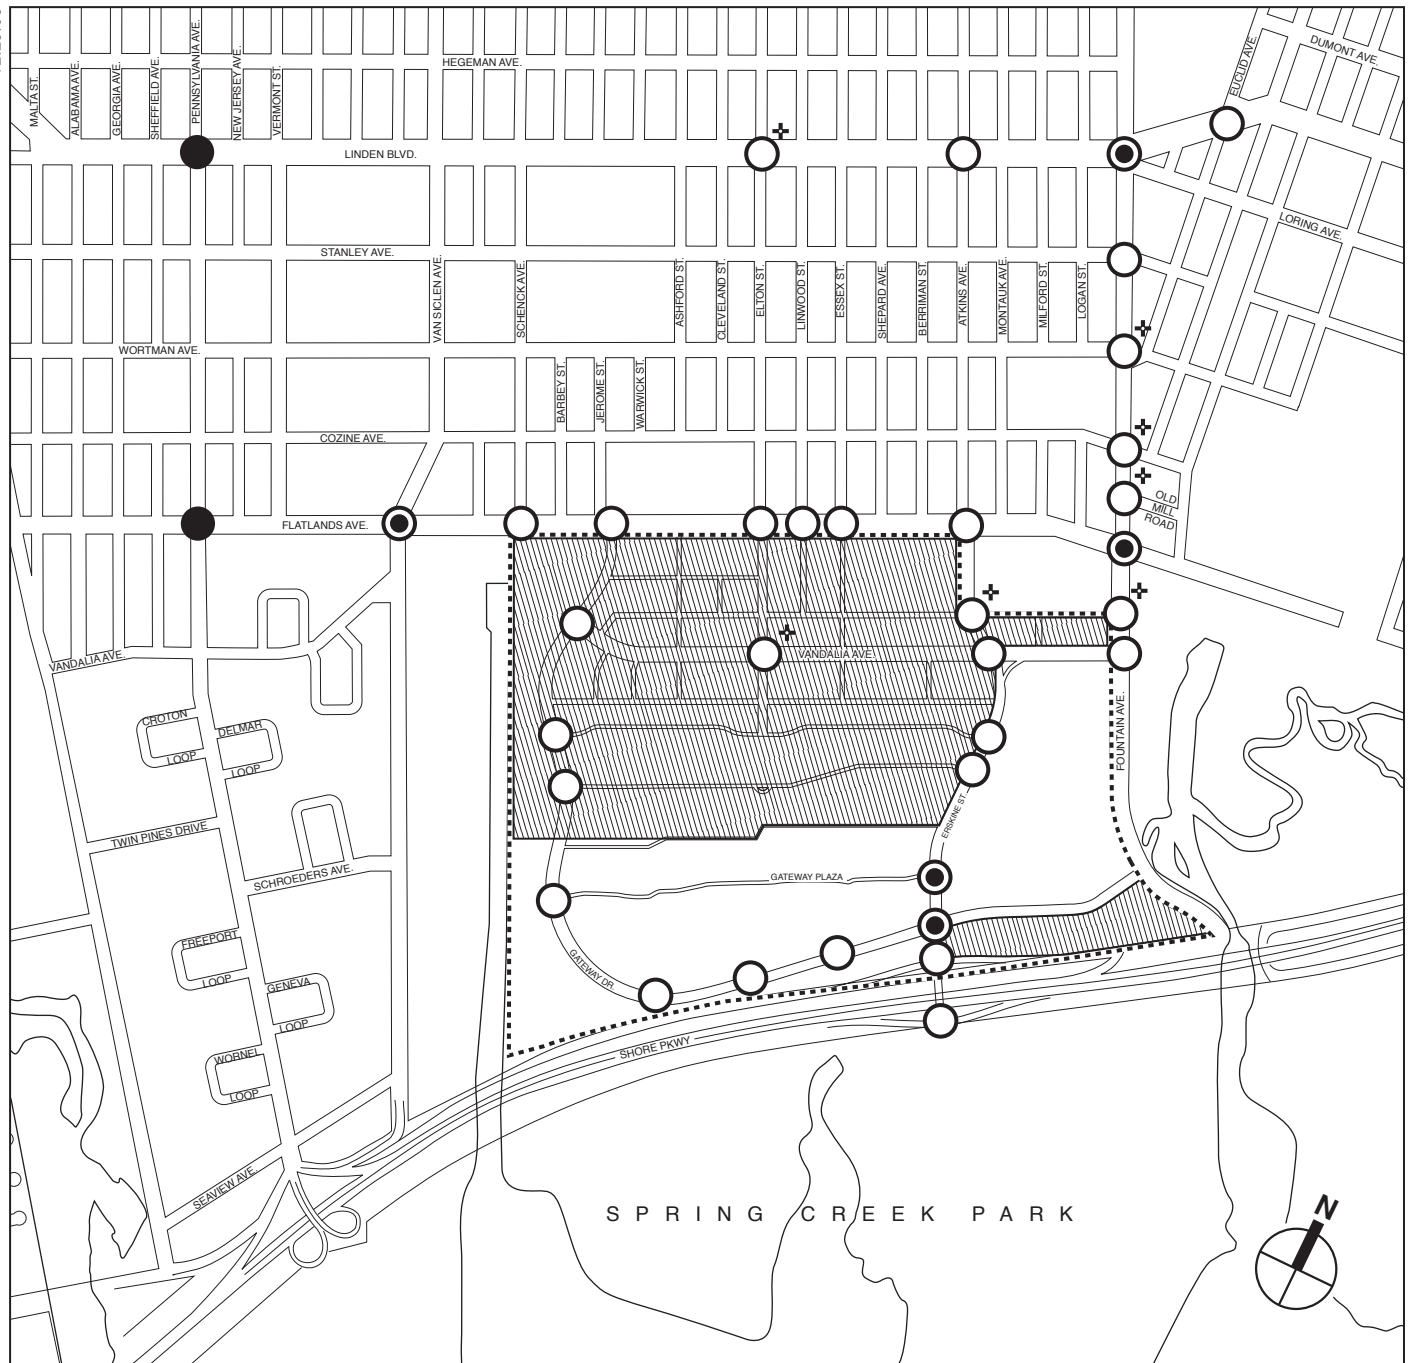 HEGEMAN AVE.
DUMONT AVE.
EUCLID AVE.
MALTA ST.
ALABAMA AVE.
GEORGIA AVE.
SHEFFIELD AVE.
PENNSYLVANIA AVE.
NEW JERSEY AVE.
VERMONT ST.
LINDEN BLVD.
LORING AVE.
STANLEY AVE.
VAN SICLEN AVE.
SCHENCK AVE.
ASHFORD ST.
CLEVELAND ST.
ELTON ST.
LINWOOD ST.
ESSEX ST.
SHEPARD AVE.
BERRIMAN ST.
ATKINS AVE.
MONTAUK AVE.
MILFORD ST.
LOGAN ST.
WORTMAN AVE.
BARBEY ST.
JEROME ST.
WARWICK ST.
COZINE AVE.
OLD
MILL
ROAD
FLATLANDS AVE.
VANDALIA AVE.
VANDALIA AVE.
CROTON
LOOP
DELMAR
LOOP
FOUNTAIN AVE.
ERSKINE ST.
TWIN PINES DRIVE
SCHROEDERS AVE.
GATEWAY PLAZA
FREEPORT
LOOP
GENEVA
LOOP
GATEWAY DR.
SHORE PKWY
WORNEL
LOOP
SEAVIEW AVE.
SPRING CREEK PARK
N